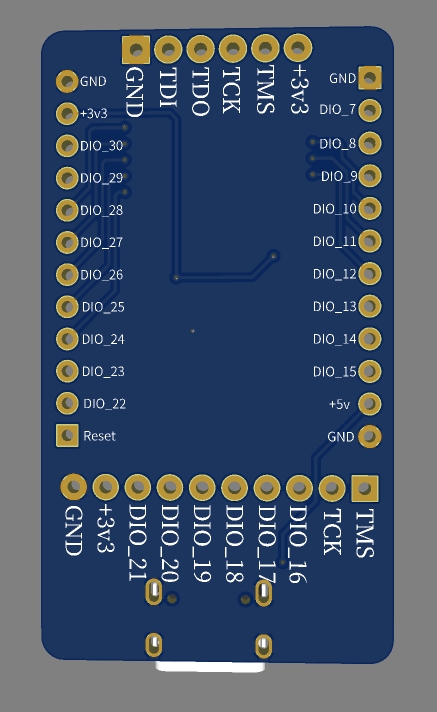 GND
TDI
TDO
TCK
TMS
+3v3
GND
+3v3
DIO_30
DIO_29
DIO_28
DIO_27
DIO_26
DIO_25
DIO_24
DIO_23
DIO_22
Reset
GND
DIO_7
DIO_8
DIO_9
DIO_10
DIO_11
DIO_12
DIO_13
DIO_14
DIO_15
+5v
GND
GND
+3v3
DIO_21
DIO_20
DIO_19
DIO_18
DIO_17
DIO_16
TCK
TMS